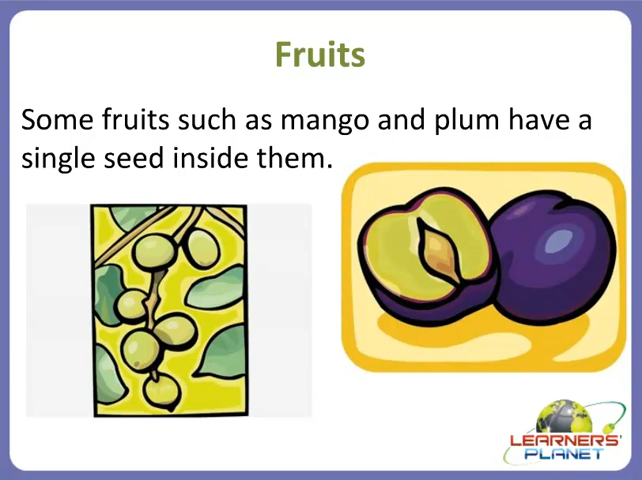 Fruits
Some fruits such as mango and plum have a
single seed inside them.
LEARNERS'
PLANET